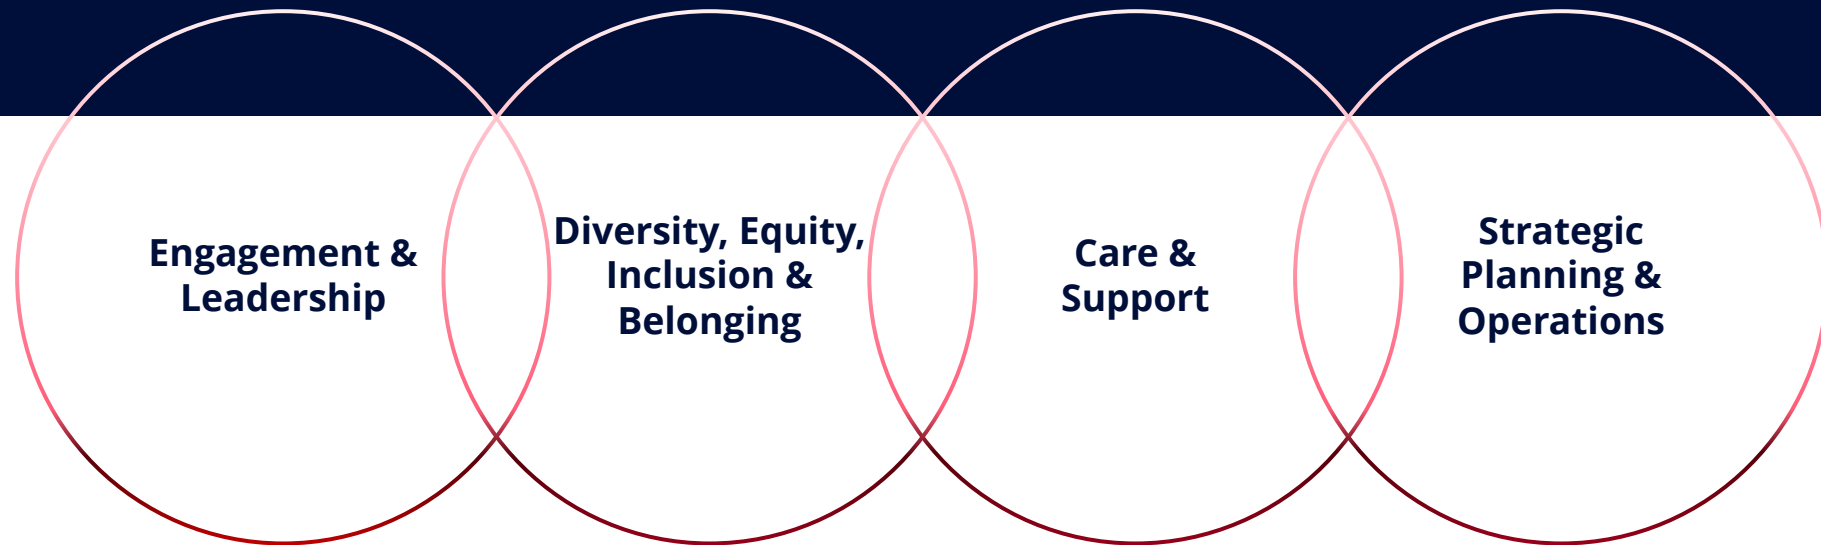 Engagement &
Leadership
Diversity, Equity,
Inclusion &
Belonging
Care &
Support
Strategic
Planning &
Operations